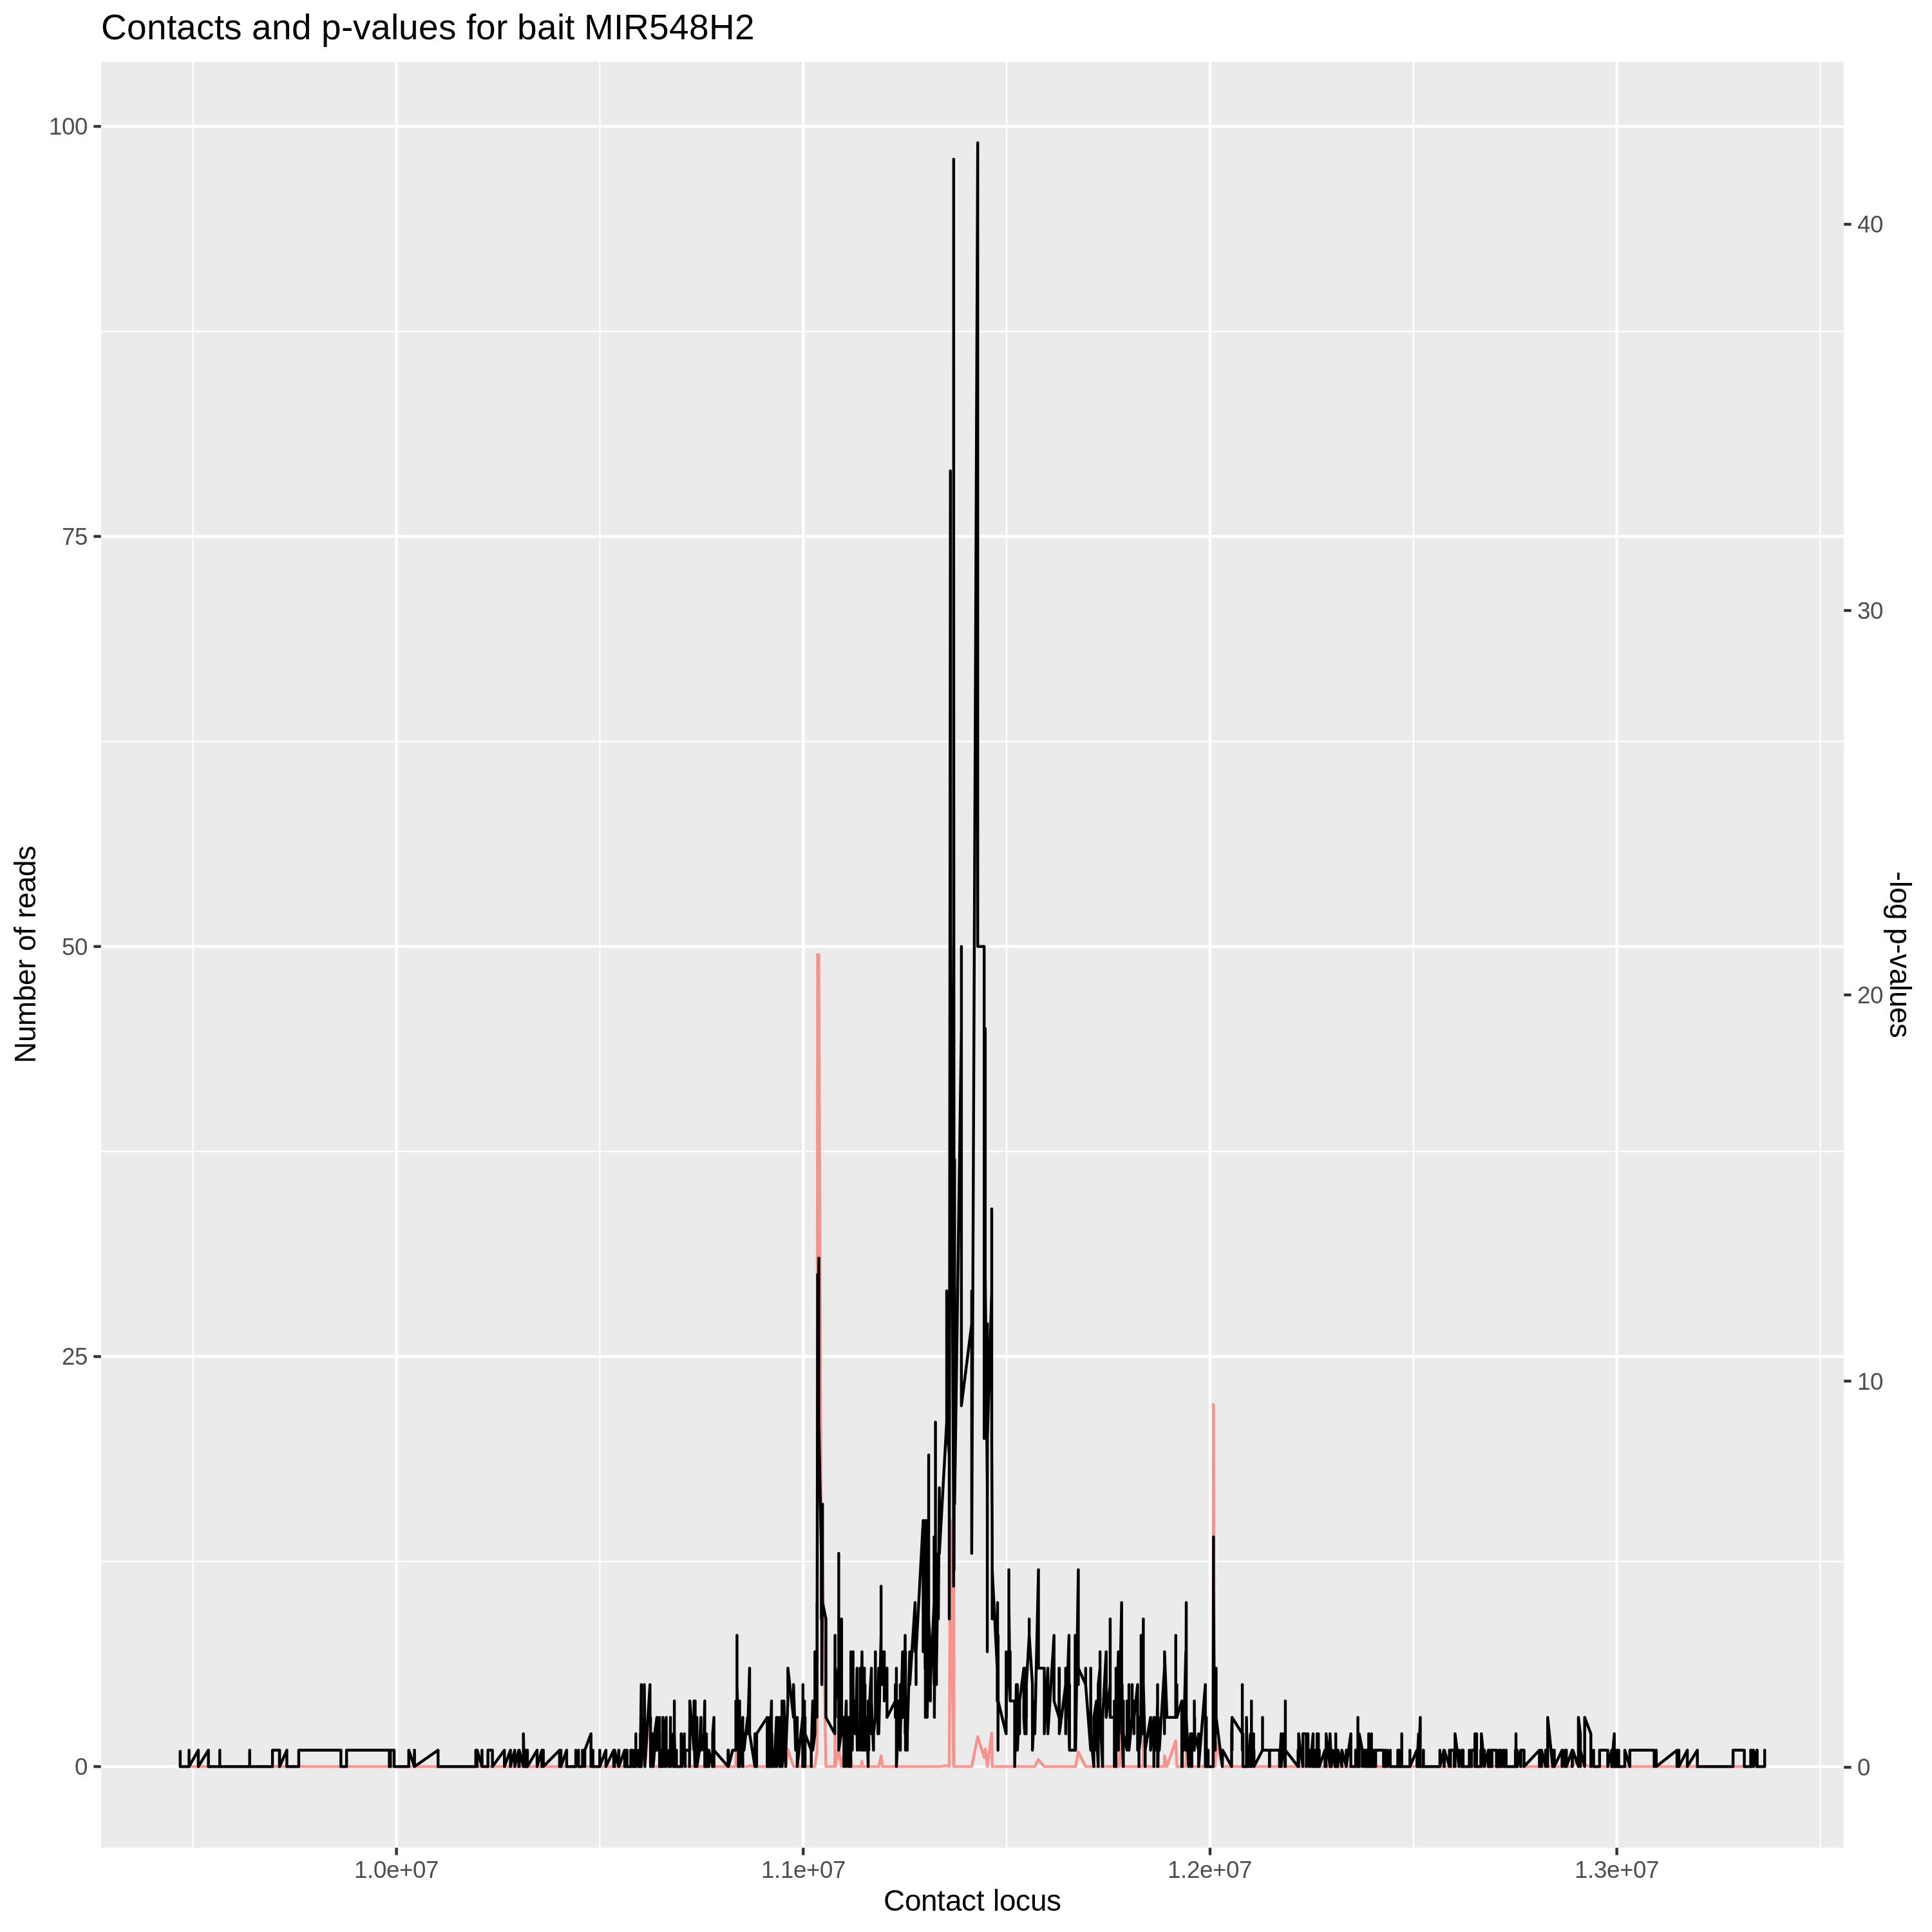 Contacts and p-values for bait MIR548H2
100
75
50
25
0
Number of reads
40
30
20
10
0
-log p-values
1.0e+07
1.1e+07
1.2e+07
1.3e+07
Contact locus